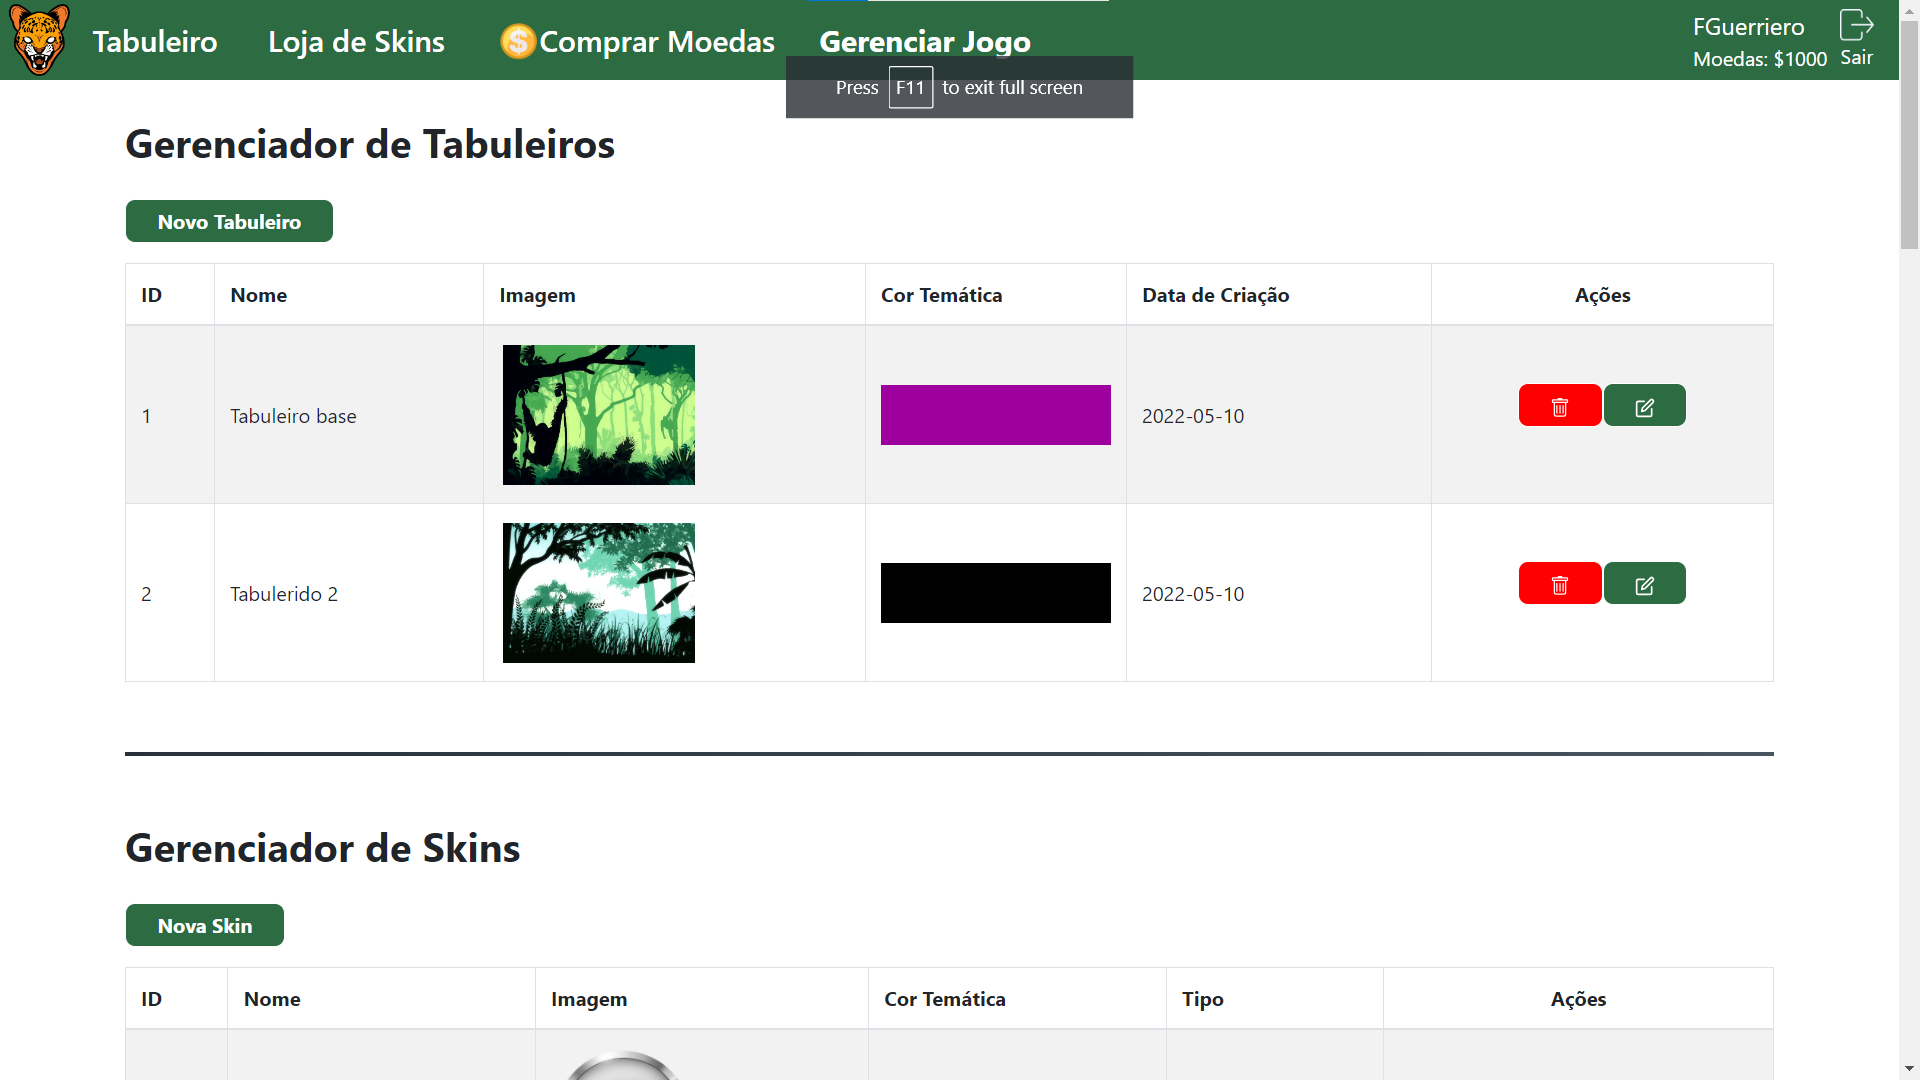 Tabuleiro Loja de Skins $ Comprar Moedas Gerenciar Jogo FGuerriero
Moedas: $1000 Sair
Press F11 to exit full screen
Gerenciador de Tabuleiros
Novo Tabuleiro
ID Nome Imagem Cor Temática Data de Criação Ações
1 Tabuleiro base 2022-05-10
2 Tabulerido 2 2022-05-10
Gerenciador de Skins
Nova Skin
ID Nome Imagem Cor Temática Tipo Ações